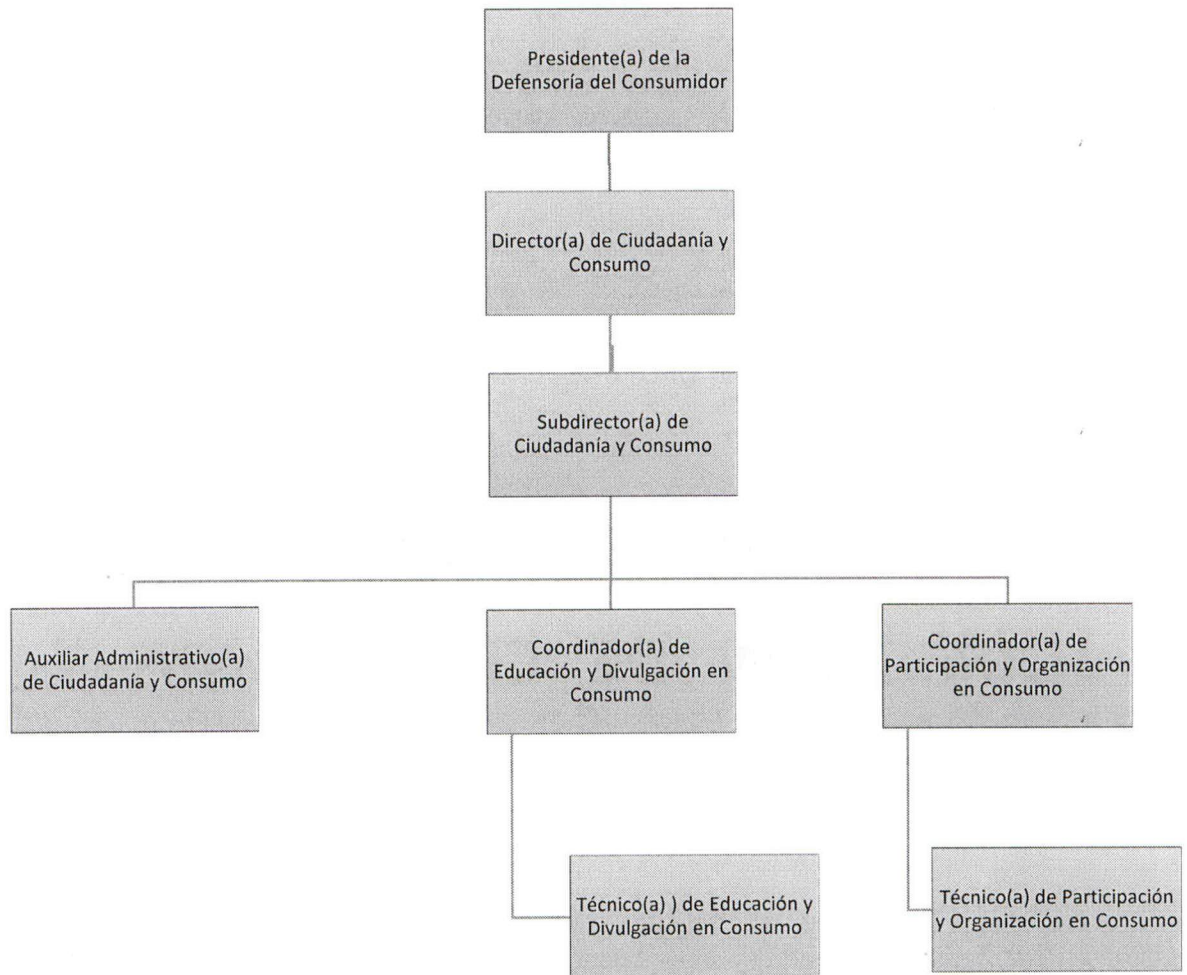 Presidente(a) de la
Defensoría del Consumidor
Director(a) de Ciudadanía y
Consumo
Subdirector(a) de
Ciudadanía y Consumo
Auxiliar Administrativo(a)
de Ciudadanía y Consumo
Coordinador(a) de
Educación y Divulgación en
Consumo
Coordinador(a) de
Participación y Organización
en Consumo
Técnico(a) ) de Educación y
Divulgación en Consumo
Técnico(a) de Participación
y Organización en Consumo